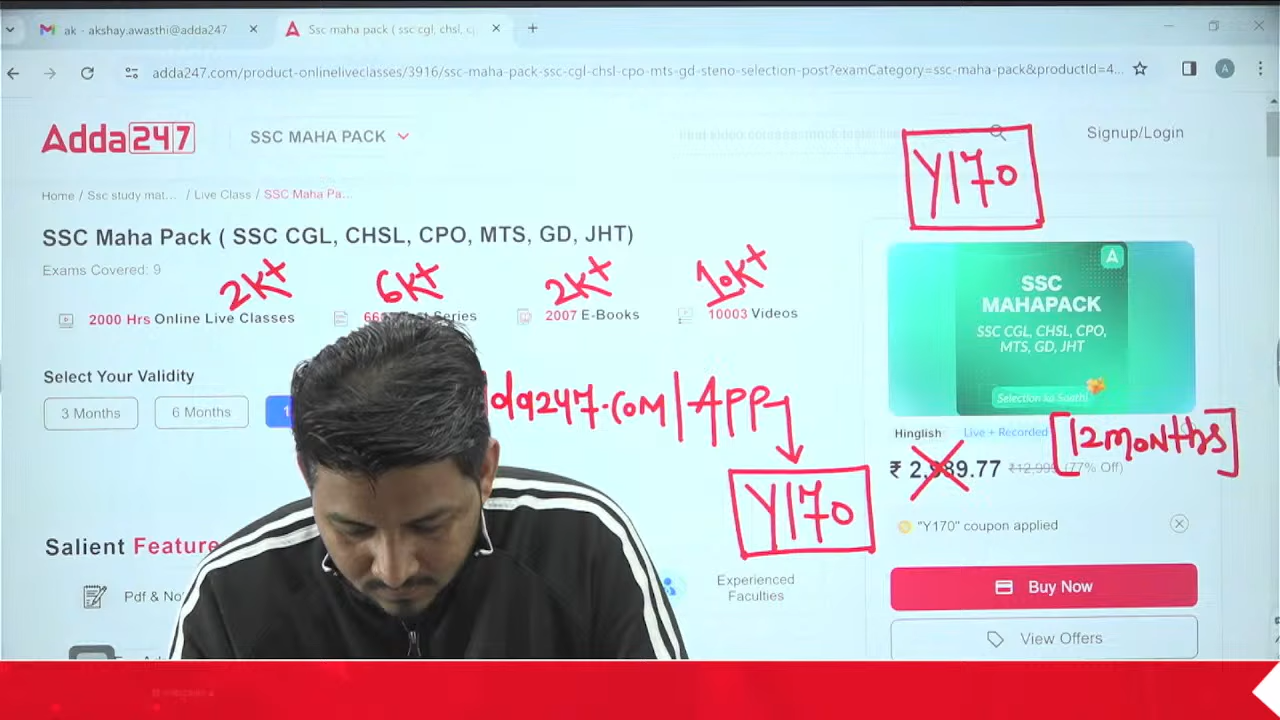 ak - akshay.awasthi@adda247
Ssc maha pack ( ssc cgl, chsl, c
adda247.com/product-onlineliveclasses/3916/ssc-maha-pack-ssc-cgl-chsl-cpo-mts-gd-steno-selection-post?examCategory=ssc-maha-pack&productId=4...
A
Adda247
SSC MAHA PACK
Signup/Login
Y170
Home / Ssc study mat... / Live Class / SSC Maha Pa...
SSC Maha Pack ( SSC CGL, CHSL, CPO, MTS, GD, JHT)
Exams Covered: 9
2K+ 6K+ 2K+ 10K+
2000 Hrs Online Live Classes
Series
2007 E-Books
10003 Videos
A
SSC
MAHAPACK
SSC CGL, CHSL, CPO,
MTS, GD, JHT
Selection ka Saathi
Select Your Validity
3 Months
6 Months
1
da247.com | APP
Y170
Hinglish
Live + Recorded
[12 months]
₹ 2,989.77 ₹12,999 (77% Off)
"Y170" coupon applied
Salient Feature
Pdf & No
Experienced
Faculties
Buy Now
View Offers